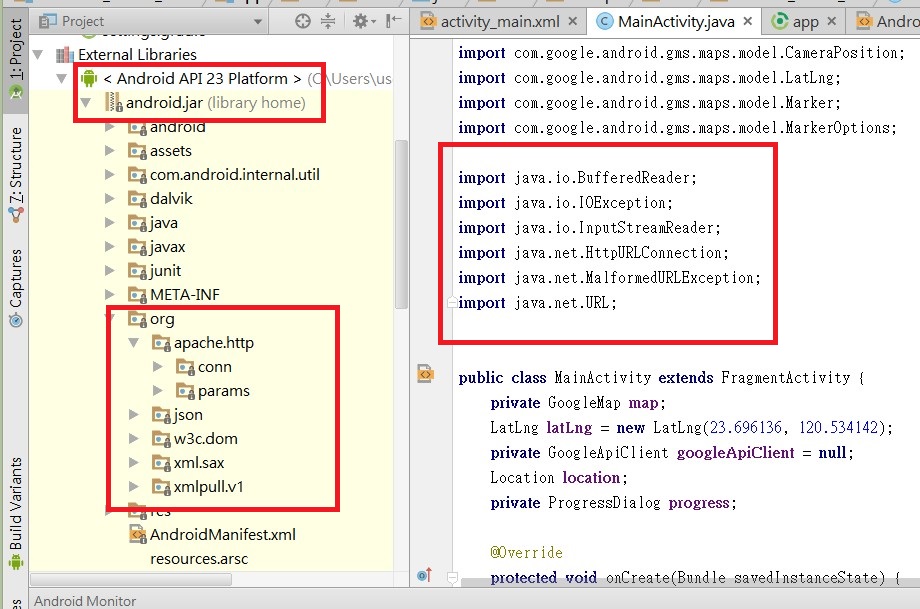 Project
activity_main.xml
MainActivity.java
app
Andro
1: Project
External Libraries
< Android API 23 Platform > (C:\Users\us
android.jar (library home)
android
assets
com.android.internal.util
dalvik
java
javax
junit
META-INF
org
apache.http
conn
params
json
w3c.dom
xml.sax
xmlpull.v1
res
AndroidManifest.xml
resources.arsc
Z: Structure
Captures
Build Variants
import com.google.android.gms.maps.model.CameraPosition;
import com.google.android.gms.maps.model.LatLng;
import com.google.android.gms.maps.model.Marker;
import com.google.android.gms.maps.model.MarkerOptions;
import java.io.BufferedReader;
import java.io.IOException;
import java.io.InputStreamReader;
import java.net.HttpURLConnection;
import java.net.MalformedURLException;
import java.net.URL;
public class MainActivity extends FragmentActivity {
private GoogleMap map;
LatLng latLng = new LatLng(23.696136, 120.534142);
private GoogleApiClient googleApiClient = null;
Location location;
private ProgressDialog progress;
@Override
protected void onCreate(Bundle savedInstanceState) {
Android Monitor